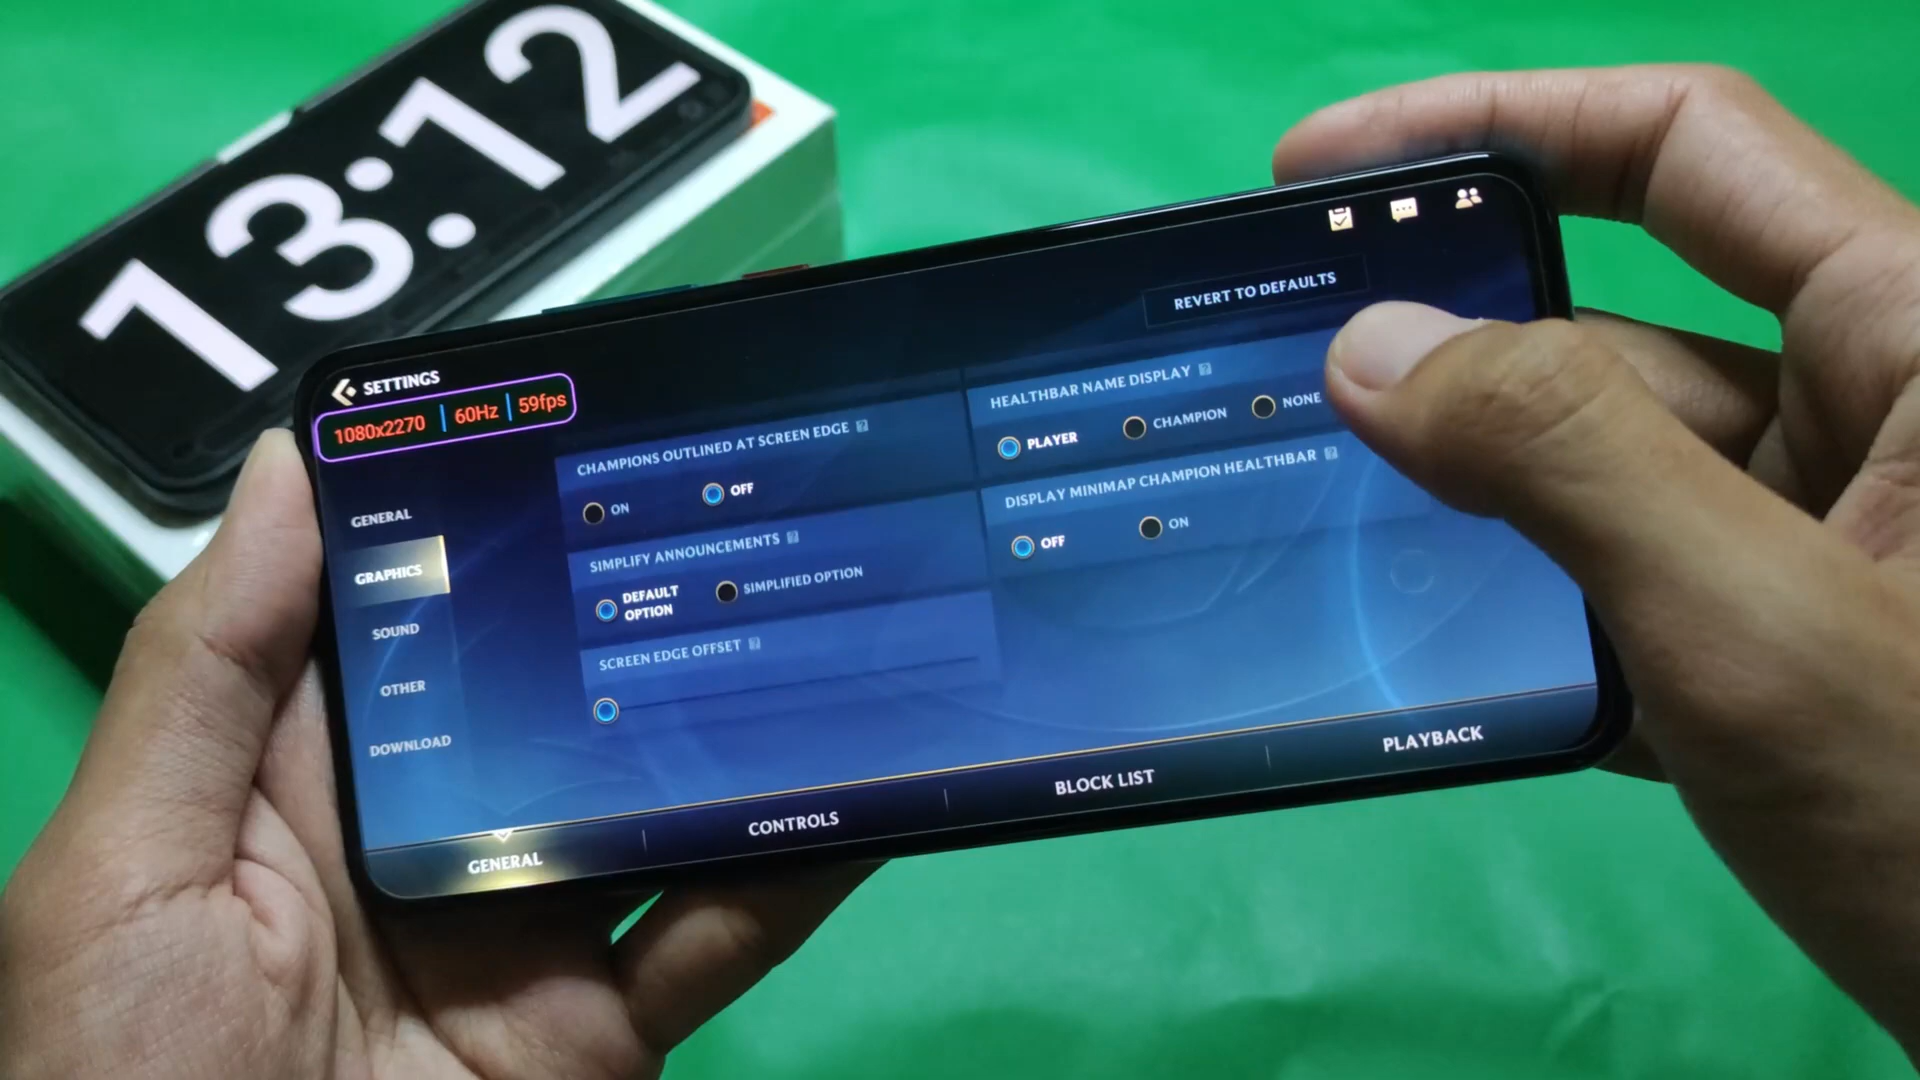 13:12
SETTINGS
1080x2270 | 60Hz | 59fps
REVERT TO DEFAULTS
GENERAL
GRAPHICS
SOUND
OTHER
DOWNLOAD
CHAMPIONS OUTLINED AT SCREEN EDGE ?
ON OFF
SIMPLIFY ANNOUNCEMENTS ?
DEFAULT
OPTION
SIMPLIFIED OPTION
SCREEN EDGE OFFSET ?
HEALTHBAR NAME DISPLAY ?
PLAYER CHAMPION NONE
DISPLAY MINIMAP CHAMPION HEALTHBAR ?
OFF ON
GENERAL CONTROLS BLOCK LIST PLAYBACK